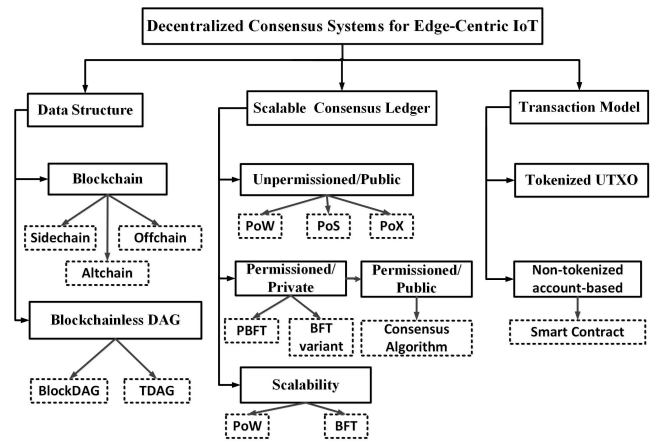 Decentralized Consensus Systems for Edge-Centric IoT
Data Structure
Scalable Consensus Ledger
Transaction Model
Blockchain
Sidechain
Offchain
Altchain
Blockchainless DAG
BlockDAG
TDAG
Unpermissioned/Public
PoW
PoS
PoX
Permissioned/
Private
Permissioned/
Public
PBFT
BFT
variant
Consensus
Algorithm
Scalability
PoW
BFT
Tokenized UTXO
Non-tokenized
account-based
Smart Contract